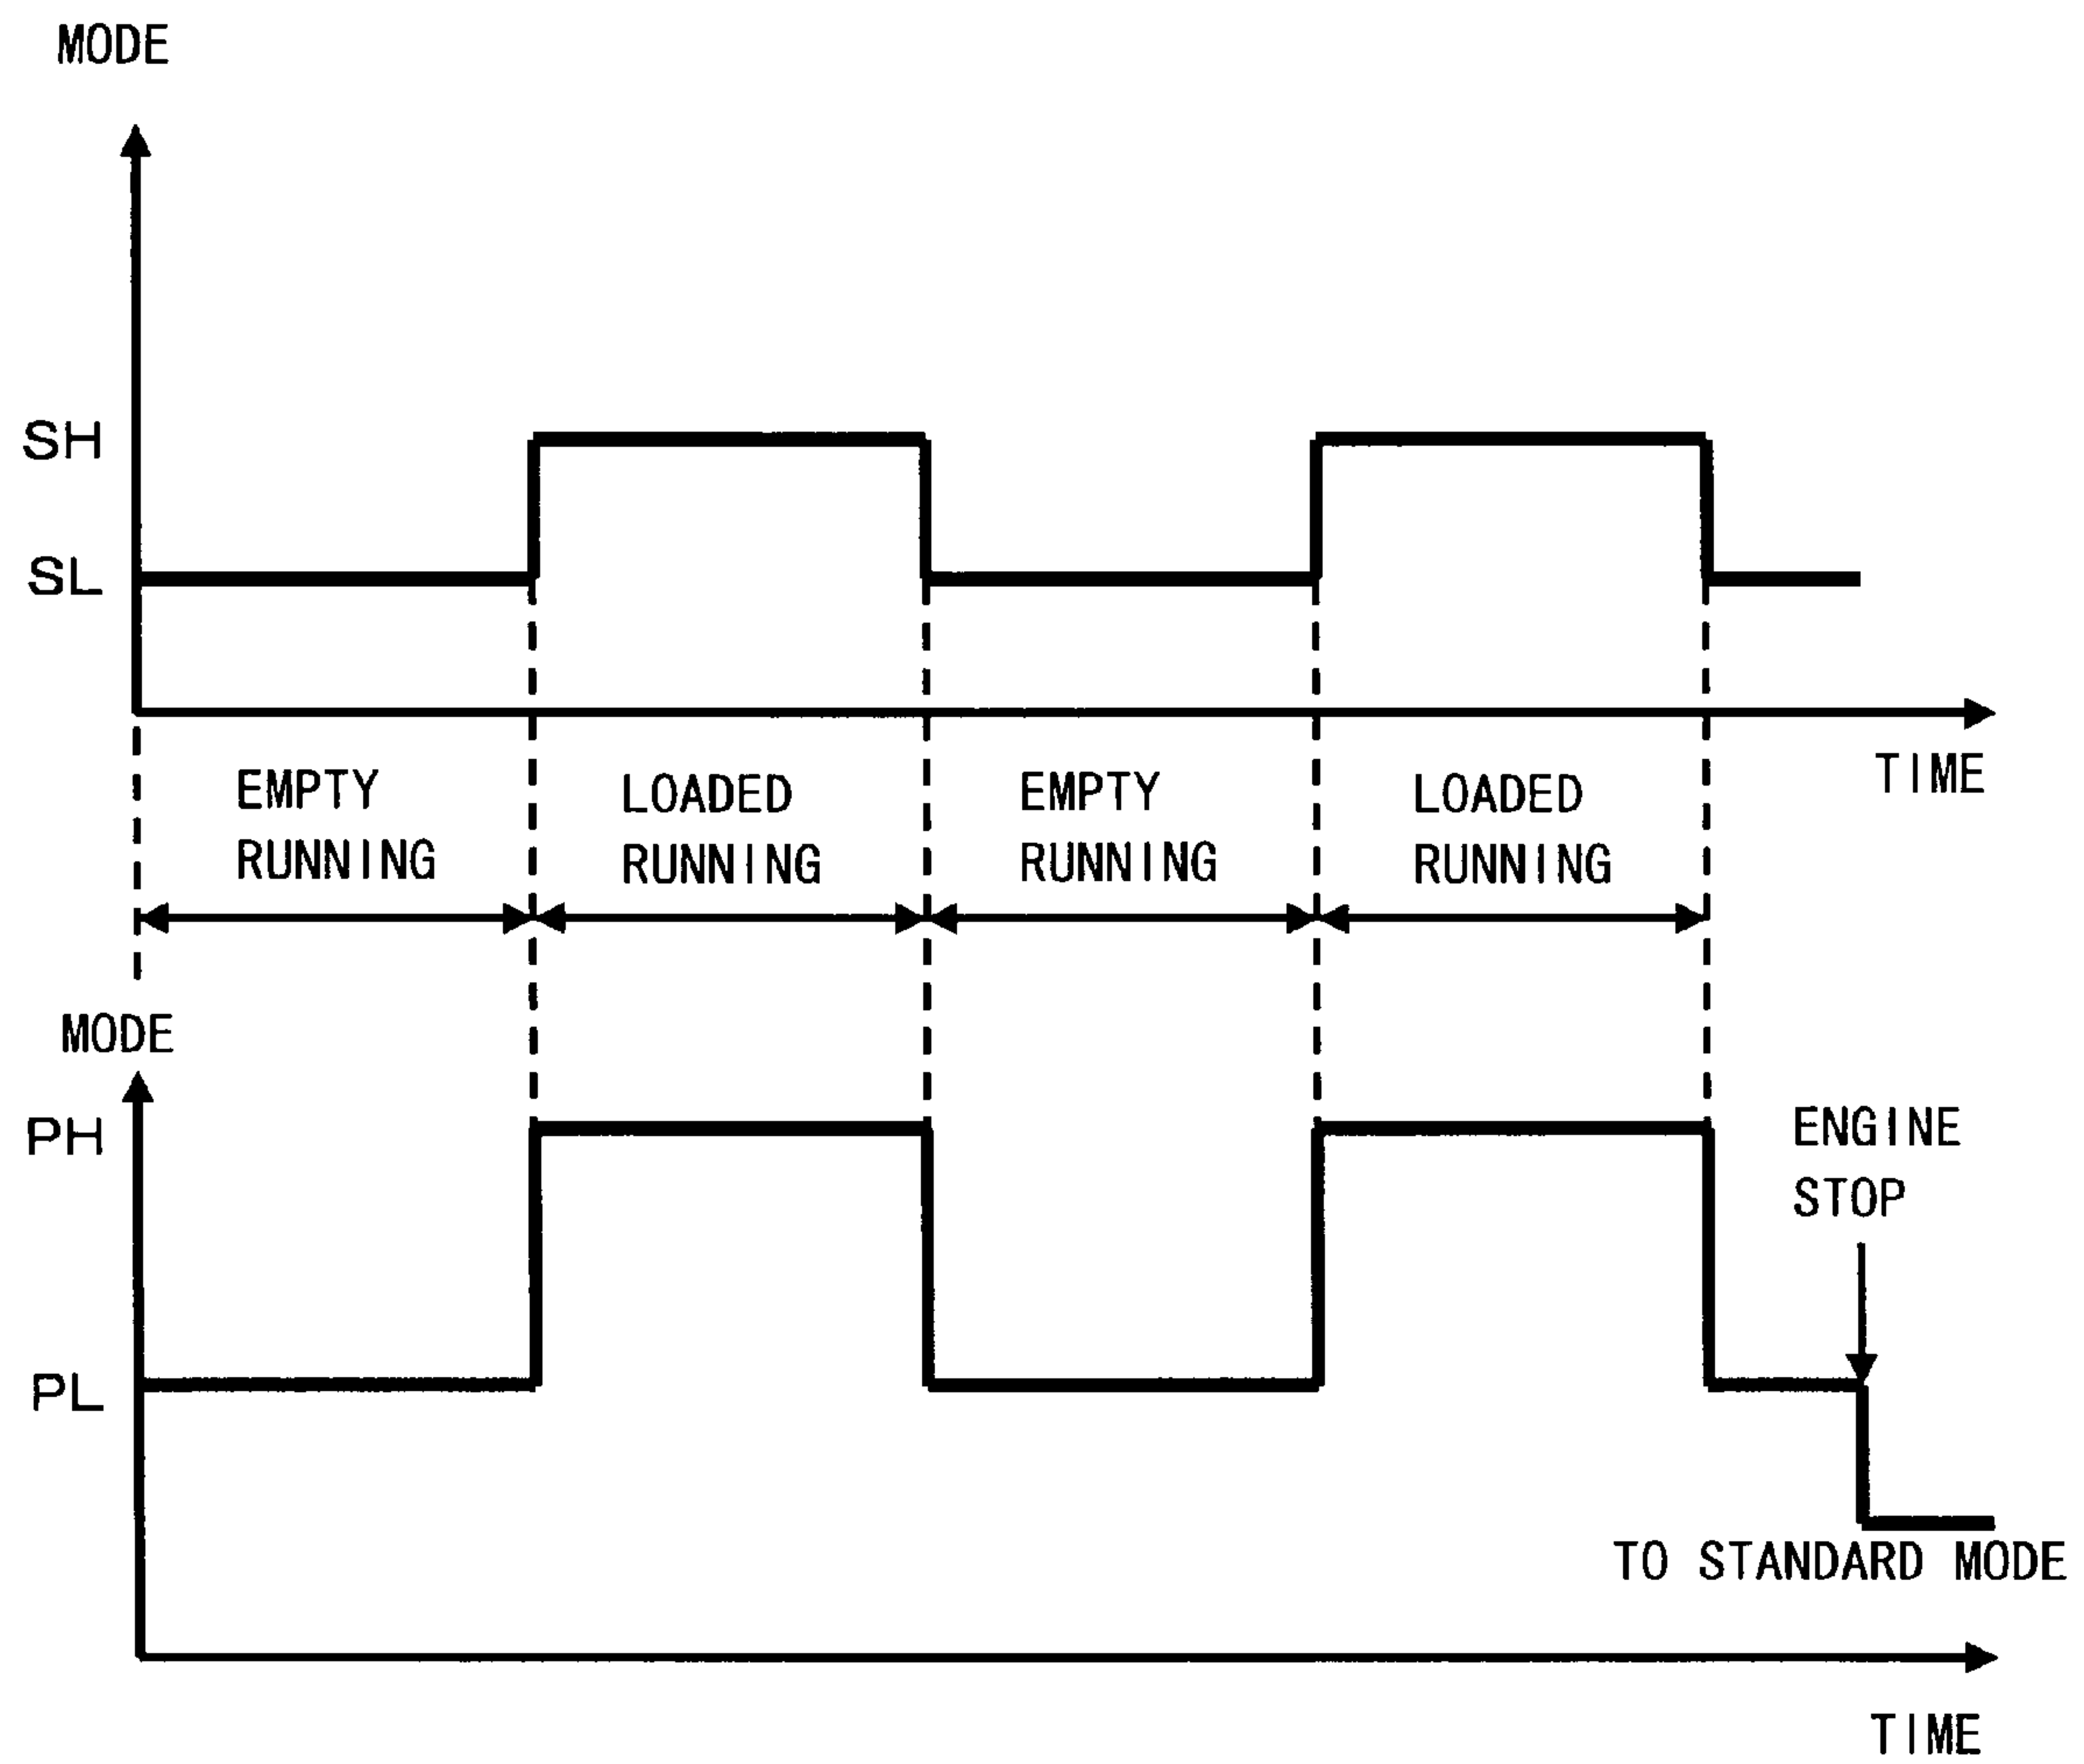 MODE
SH
SL
TIME
EMPTY
RUNNING
LOADED
RUNNING
EMPTY
RUNNING
LOADED
RUNNING
MODE
PH
ENGINE
STOP
PL
TO STANDARD MODE
TIME